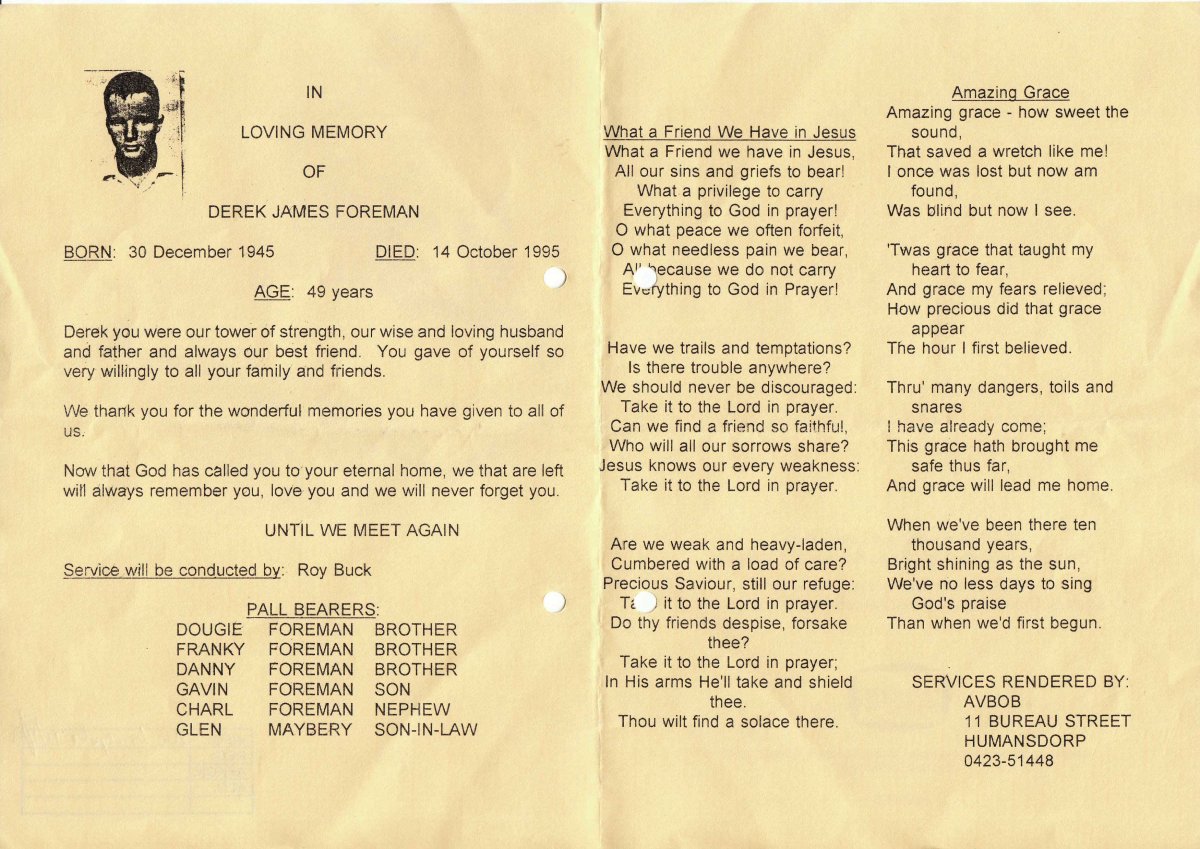 IN
LOVING MEMORY
OF
DEREK JAMES FOREMAN
BORN: 30 December 1945 DIED: 14 October 1995
AGE: 49 years
Derek you were our tower of strength, our wise and loving husband
and father and always our best friend. You gave of yourself so
very willingly to all your family and friends.
We thank you for the wonderful memories you have given to all of
us.
Now that God has called you to your eternal home, we that are left
will always remember you, love you and we will never forget you.
UNTIL WE MEET AGAIN
Service will be conducted by: Roy Buck
PALL BEARERS:
DOUGIE FOREMAN BROTHER
FRANKY FOREMAN BROTHER
DANNY FOREMAN BROTHER
GAVIN FOREMAN SON
CHARL FOREMAN NEPHEW
GLEN MAYBERY SON-IN-LAW
What a Friend We Have in Jesus
What a Friend we have in Jesus,
All our sins and griefs to bear!
What a privilege to carry
Everything to God in prayer!
O what peace we often forfeit,
O what needless pain we bear,
All because we do not carry
Everything to God in Prayer!
Have we trails and temptations?
Is there trouble anywhere?
We should never be discouraged:
Take it to the Lord in prayer.
Can we find a friend so faithful,
Who will all our sorrows share?
Jesus knows our every weakness:
Take it to the Lord in prayer.
Are we weak and heavy-laden,
Cumbered with a load of care?
Precious Saviour, still our refuge:
Take it to the Lord in prayer.
Do thy friends despise, forsake
thee?
Take it to the Lord in prayer;
In His arms He'll take and shield
thee.
Thou wilt find a solace there.
Amazing Grace
Amazing grace - how sweet the
sound,
That saved a wretch like me!
I once was lost but now am
found,
Was blind but now I see.
'Twas grace that taught my
heart to fear,
And grace my fears relieved;
How precious did that grace
appear
The hour I first believed.
Thru' many dangers, toils and
snares
I have already come;
This grace hath brought me
safe thus far,
And grace will lead me home.
When we've been there ten
thousand years,
Bright shining as the sun,
We've no less days to sing
God's praise
Than when we'd first begun.
SERVICES RENDERED BY:
AVBOB
11 BUREAU STREET
HUMANSDORP
0423-51448